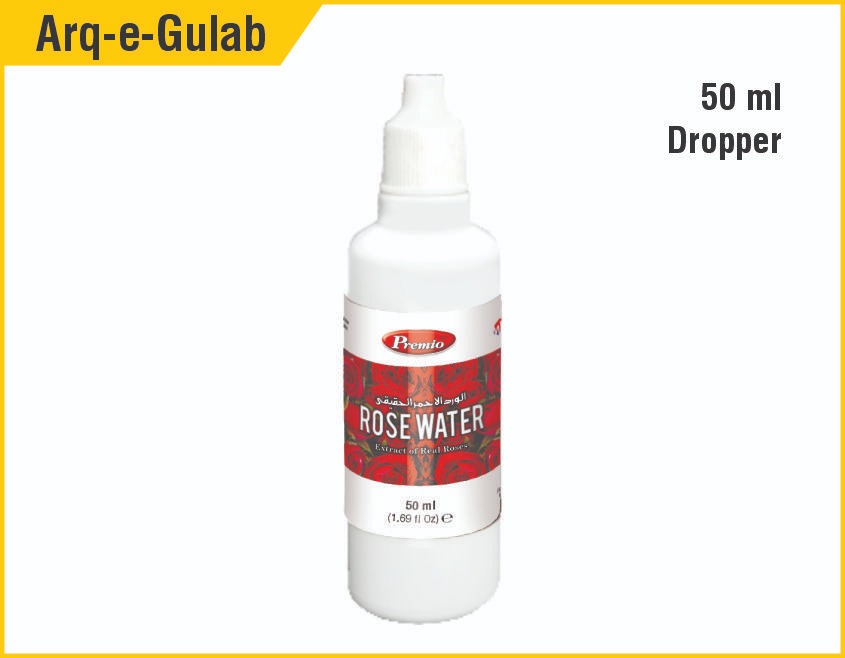 Arq-e-Gulab
50 ml
Dropper
Premio
الورد الاحمر الحقيقي
ROSE WATER
Extract of Real Roses
50 ml
(1.69 fl Oz) ℮